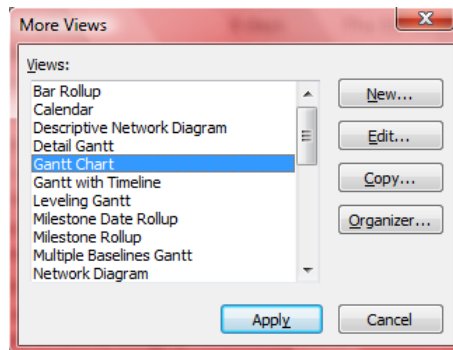 More Views
Views:
Bar Rollup
Calendar
Descriptive Network Diagram
Detail Gantt
Gantt Chart
Gantt with Timeline
Leveling Gantt
Milestone Date Rollup
Milestone Rollup
Multiple Baselines Gantt
Network Diagram
New...
Edit...
Copy...
Organizer...
Apply
Cancel